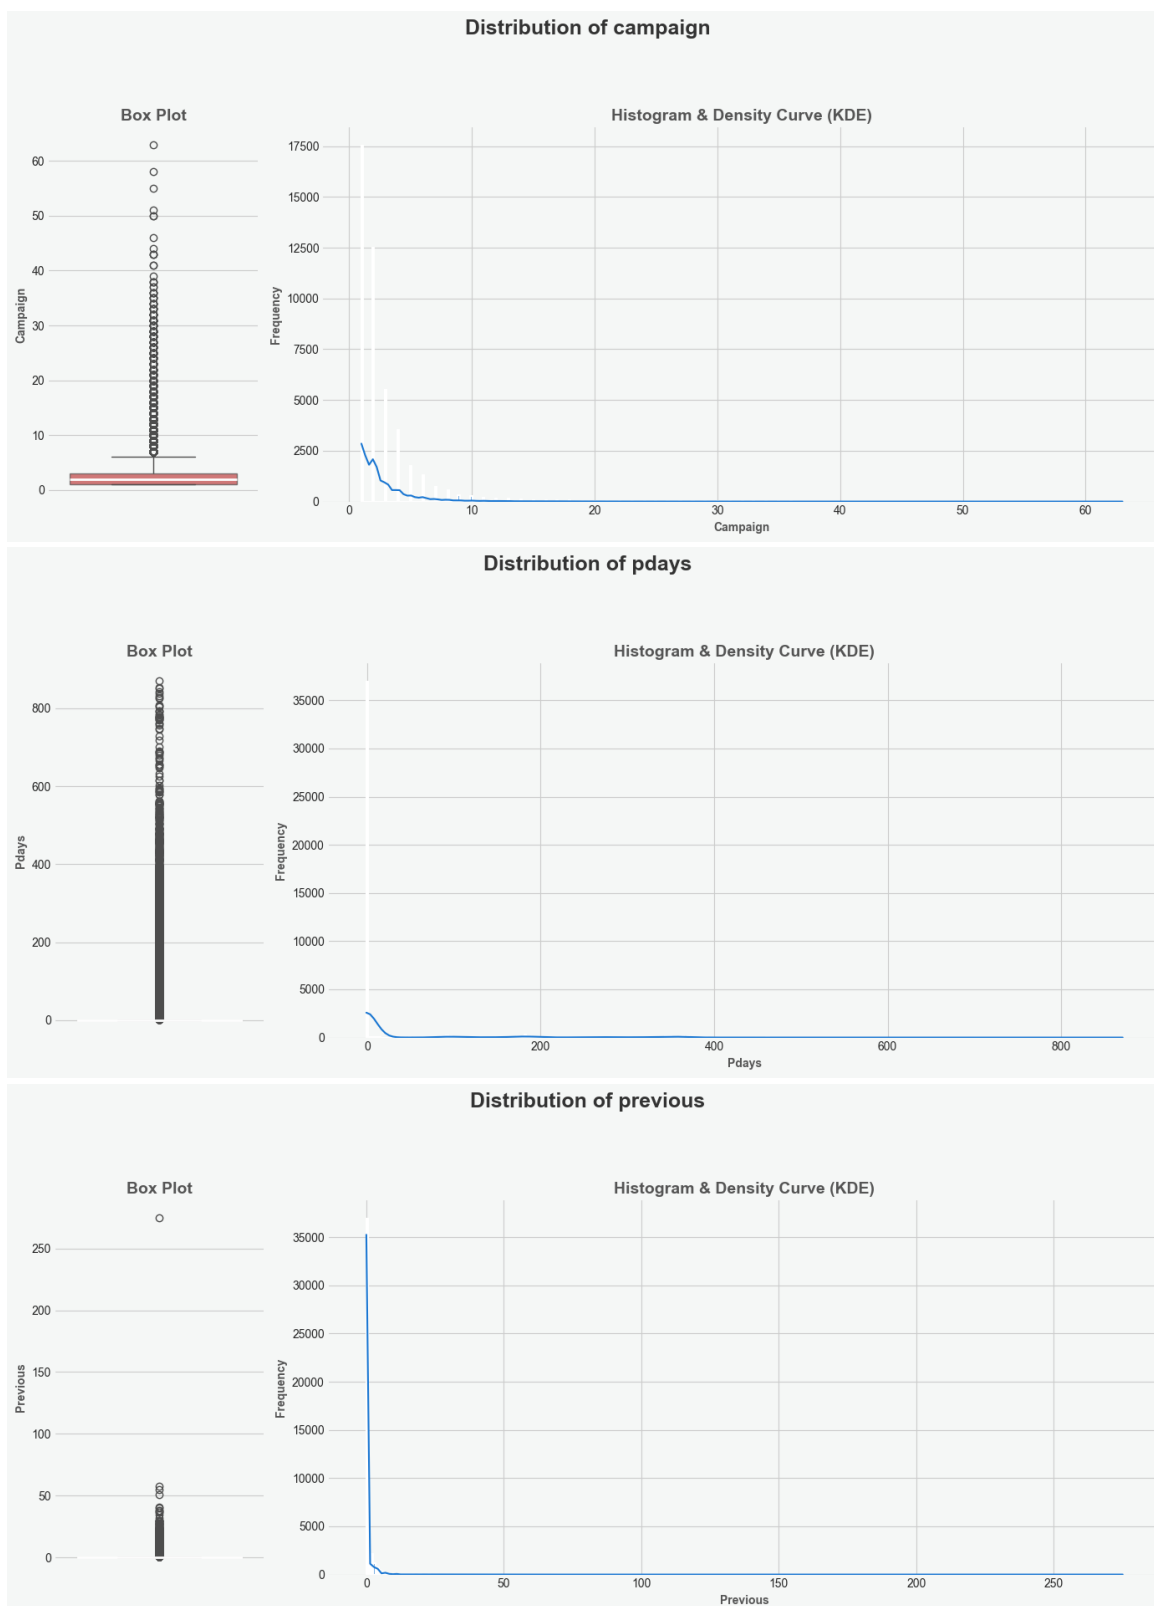 Distribution of campaign
Box Plot
Histogram & Density Curve (KDE)
60
50
40
30
20
10
0
Campaign
17500
15000
12500
10000
7500
5000
2500
0
Frequency
0 10 20 30 40 50 60
Campaign
Distribution of pdays
Box Plot
Histogram & Density Curve (KDE)
800
600
400
200
0
Pdays
35000
30000
25000
20000
15000
10000
5000
0
Frequency
0 200 400 600 800
Pdays
Distribution of previous
Box Plot
Histogram & Density Curve (KDE)
250
200
150
100
50
0
Previous
35000
30000
25000
20000
15000
10000
5000
0
Frequency
0 50 100 150 200 250
Previous